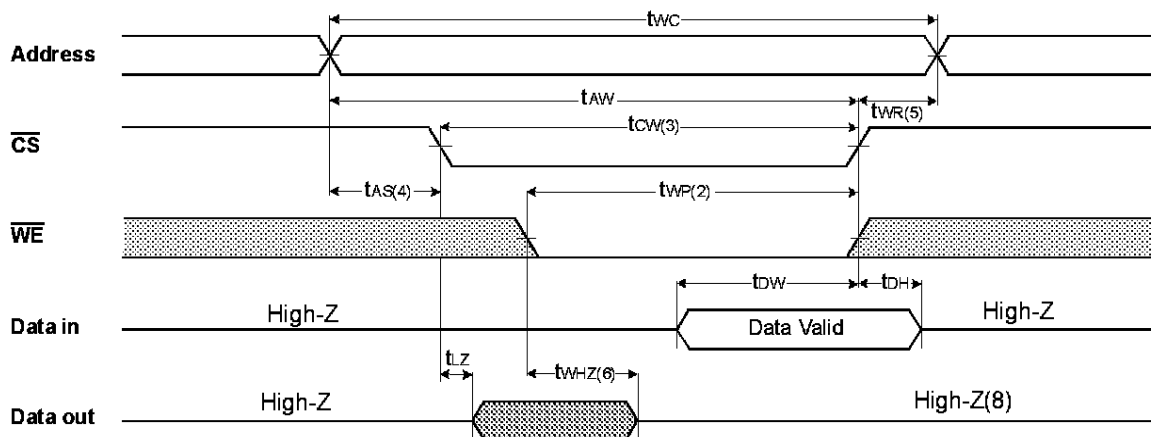 tWC
Address
tAW
tWR(5)
tCW(3)
CS
tAS(4)
tWP(2)
WE
tDW
tDH
High-Z
High-Z
Data in
Data Valid
tLZ
tWHZ(6)
High-Z
High-Z(8)
Data out